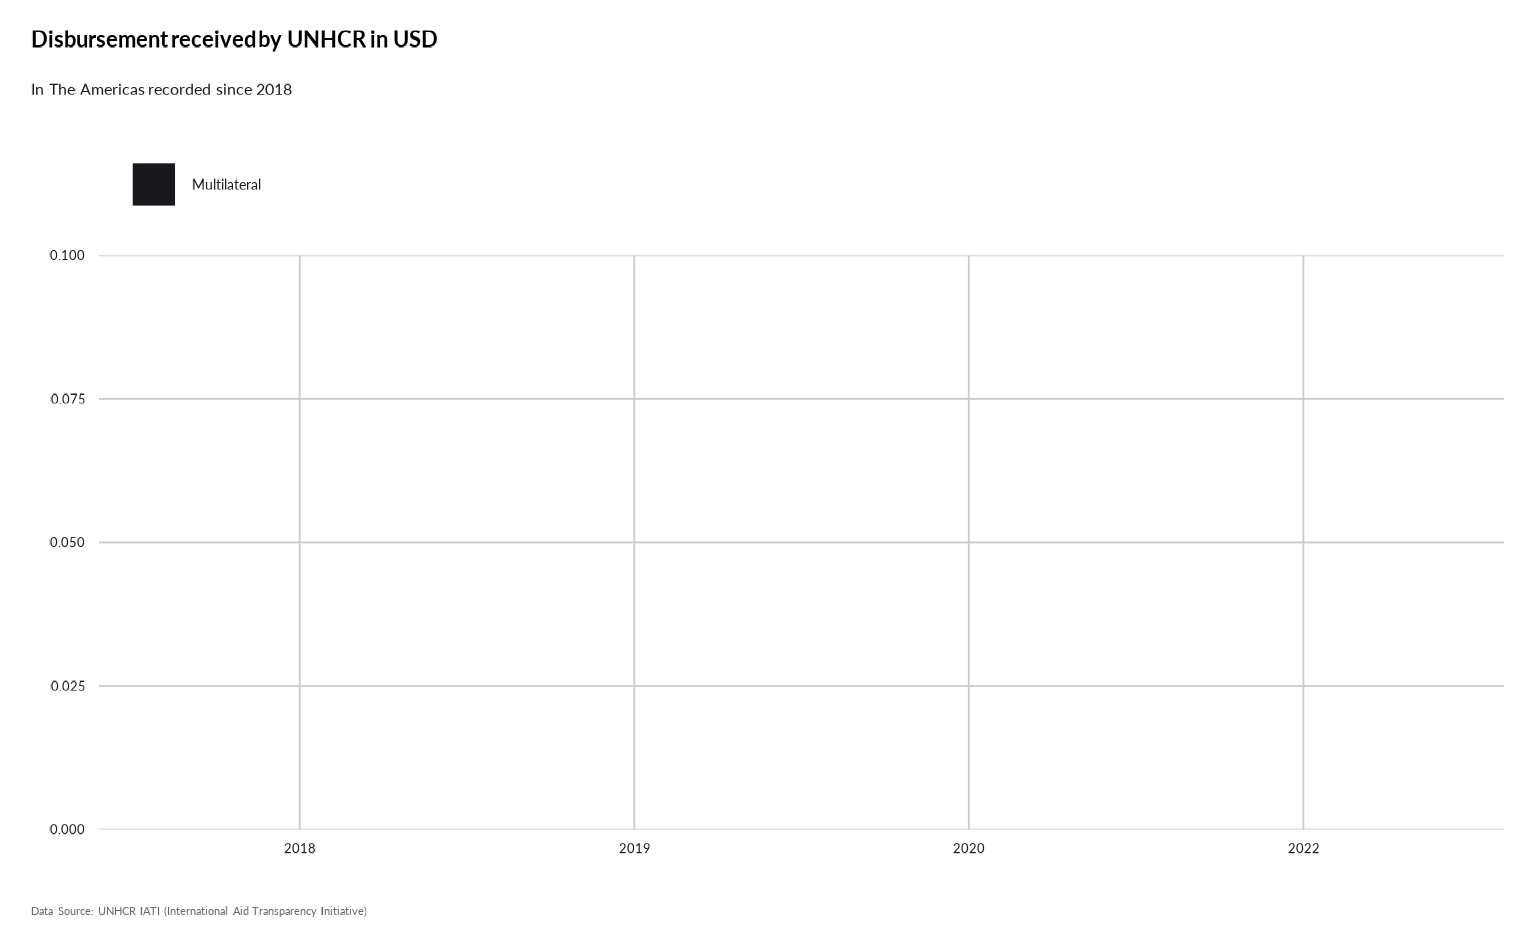 Disbursement received by UNHCR in USD
In The Americas recorded since 2018
Multilateral
0.100
0.075
0.050
0.025
0.000
2018 2019 2020 2022
Data Source: UNHCR IATI (International Aid Transparency Initiative)